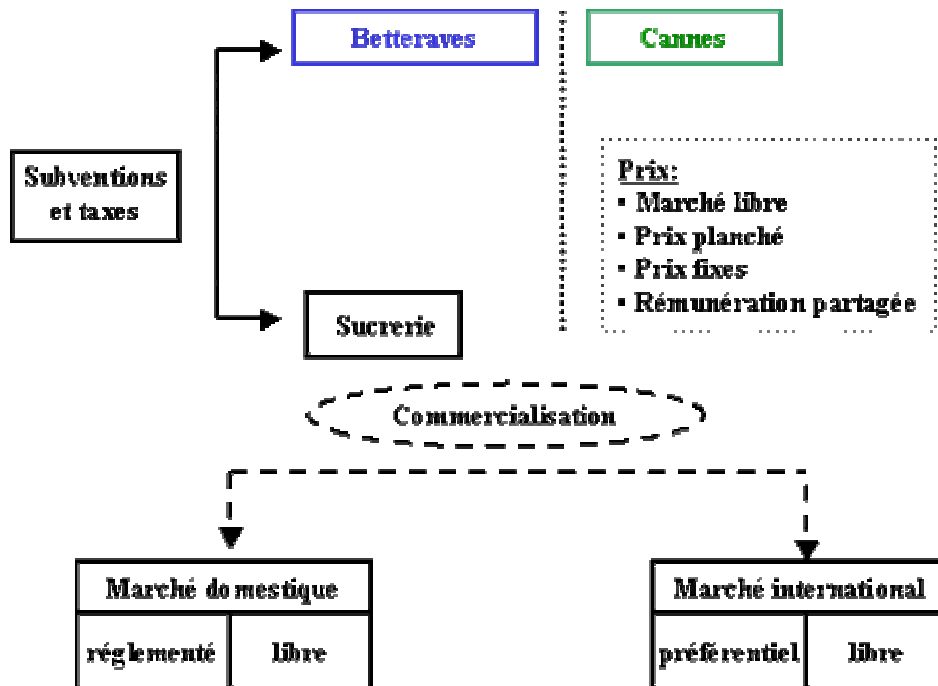 Betteraves
Cannes
Subventions
et taxes
Prix:
▪ Marché libre
▪ Prix planché
▪ Prix fixes
▪ Rémunération partagée
Sucrerie
Commercialisation
Marché domestique
Marché international
réglementé
libre
préférentiel
libre